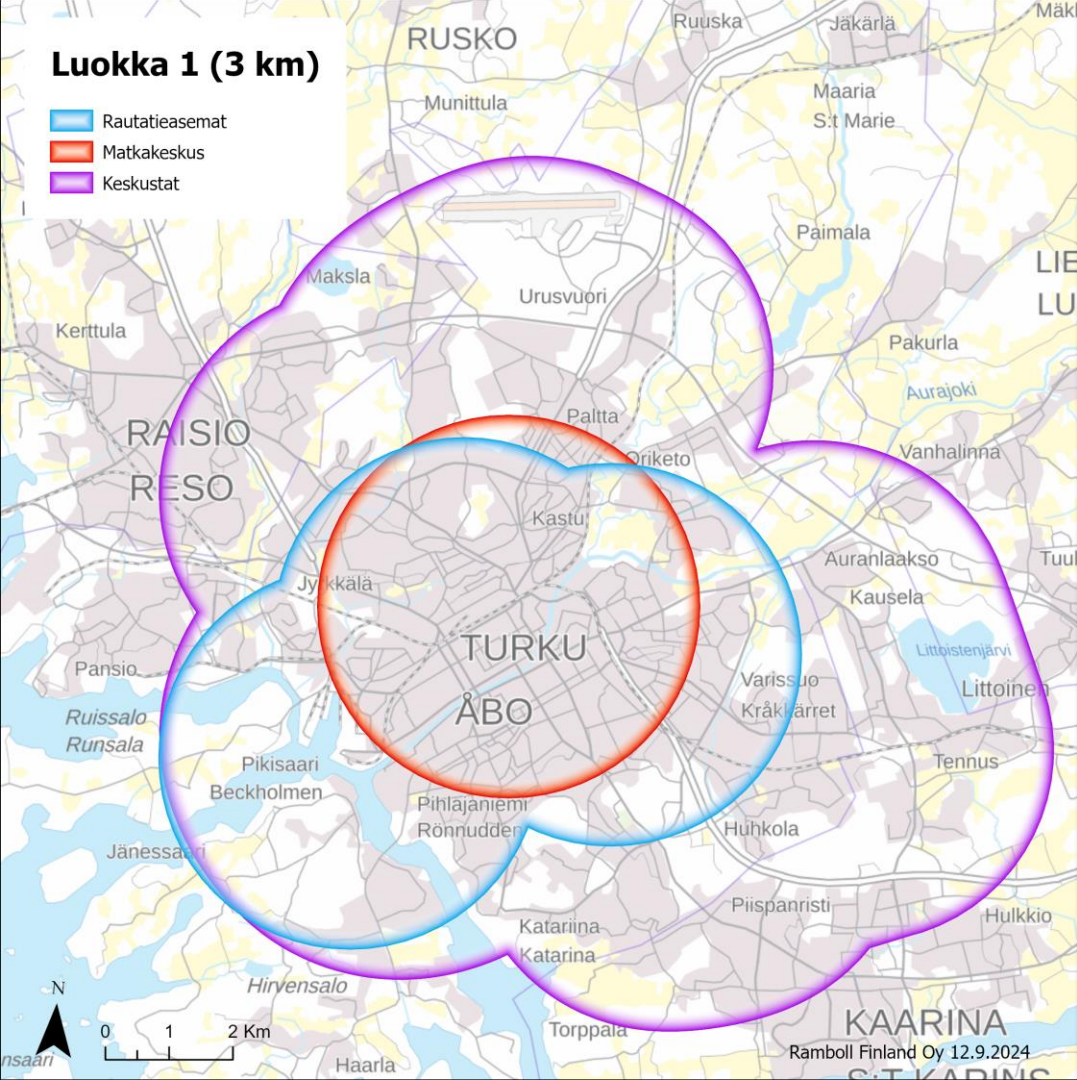 Luokka 1 (3 km)
Rautatieasemat
Matkakeskus
Keskustat
RUSKO
Ruuska
Jäkärlä
Munittula
Maaria
S:t Marie
Paimala
Maksla
Urusvuori
Kerttula
Pakurla
Aurajoki
Paltta
RAISIO
RESO
Oriketo
Vanhalinna
Kastu
Auranlaakso
Jyrkkälä
Kausela
TURKU
ÅBO
Littoistenjärvi
Pansio
Varissuo
Kråkkärret
Littoinen
Ruissalo
Runsala
Pikisaari
Beckholmen
Tennus
Pihlajaniemi
Rönnudden
Huhkola
Jänessaari
Piispanristi
Hulkkio
Katariina
Katarina
Hirvensalo
N
0 1 2 Km
Torppala
KAARINA
Haarla
Ramboll Finland Oy 12.9.2024